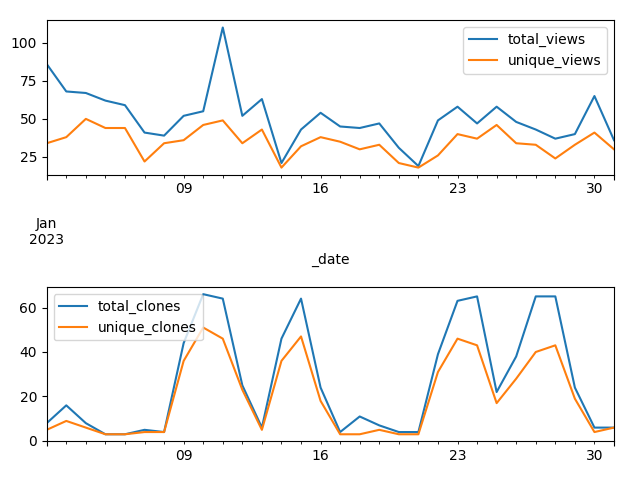 100
75
50
25
total_views
unique_views
09
16
23
30
Jan
2023
_date
60
40
20
0
total_clones
unique_clones
09
16
23
30